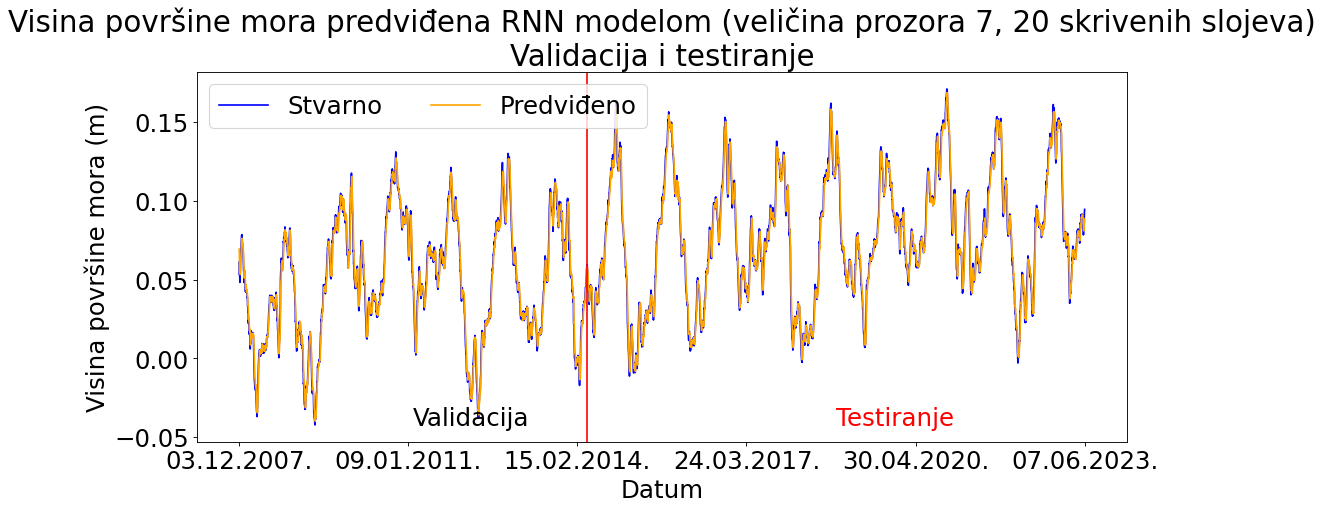 Visina površine mora predviđena RNN modelom (veličina prozora 7, 20 skrivenih slojeva)
Validacija i testiranje
Stvarno
Predviđeno
Visina površine mora (m)
0.15
0.10
0.05
0.00
−0.05
Validacija
Testiranje
03.12.2007.
09.01.2011.
15.02.2014.
24.03.2017.
30.04.2020.
07.06.2023.
Datum